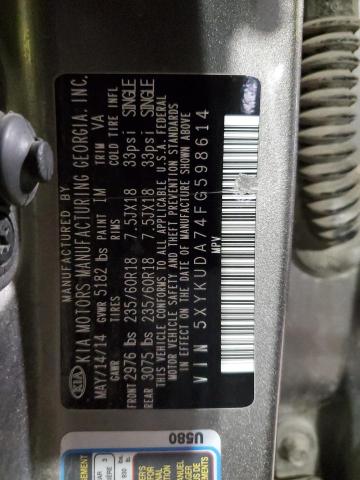 MANUFACTURED BY
KIA KIA MOTORS MANUFACTURING GEORGIA, INC.
MAY/14/14 GVWR 5182 lbs PAINT IM TRIM VA
GAWR TIRES RIMS COLD TIRE INFL
FRONT 2976 lbs 235/60R18 7.5JX18 33psi SINGLE
REAR 3075 lbs 235/60R18 7.5JX18 33psi SINGLE
THIS VEHICLE CONFORMS TO ALL APPLICABLE U.S.A. FEDERAL
MOTOR VEHICLE SAFETY AND THEFT PREVENTION STANDARDS
IN EFFECT ON THE DATE OF MANUFACTURE SHOWN ABOVE
VIN 5XYKUDA74FG598614
MPV
U580